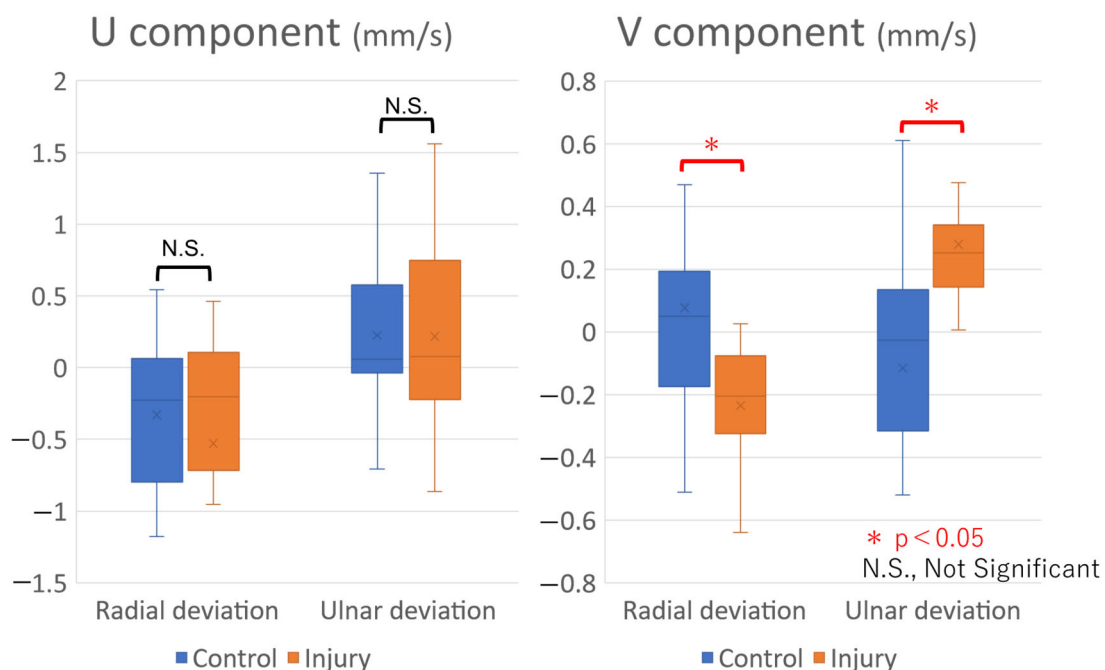 U component (mm/s)
2
1.5
1
0.5
0
−0.5
−1
−1.5
N.S.
N.S.
Radial deviation
Ulnar deviation
Control
Injury
V component (mm/s)
0.8
0.6
0.4
0.2
0
−0.2
−0.4
−0.6
−0.8
*
*
* p<0.05
N.S., Not Significant
Radial deviation
Ulnar deviation
Control
Injury